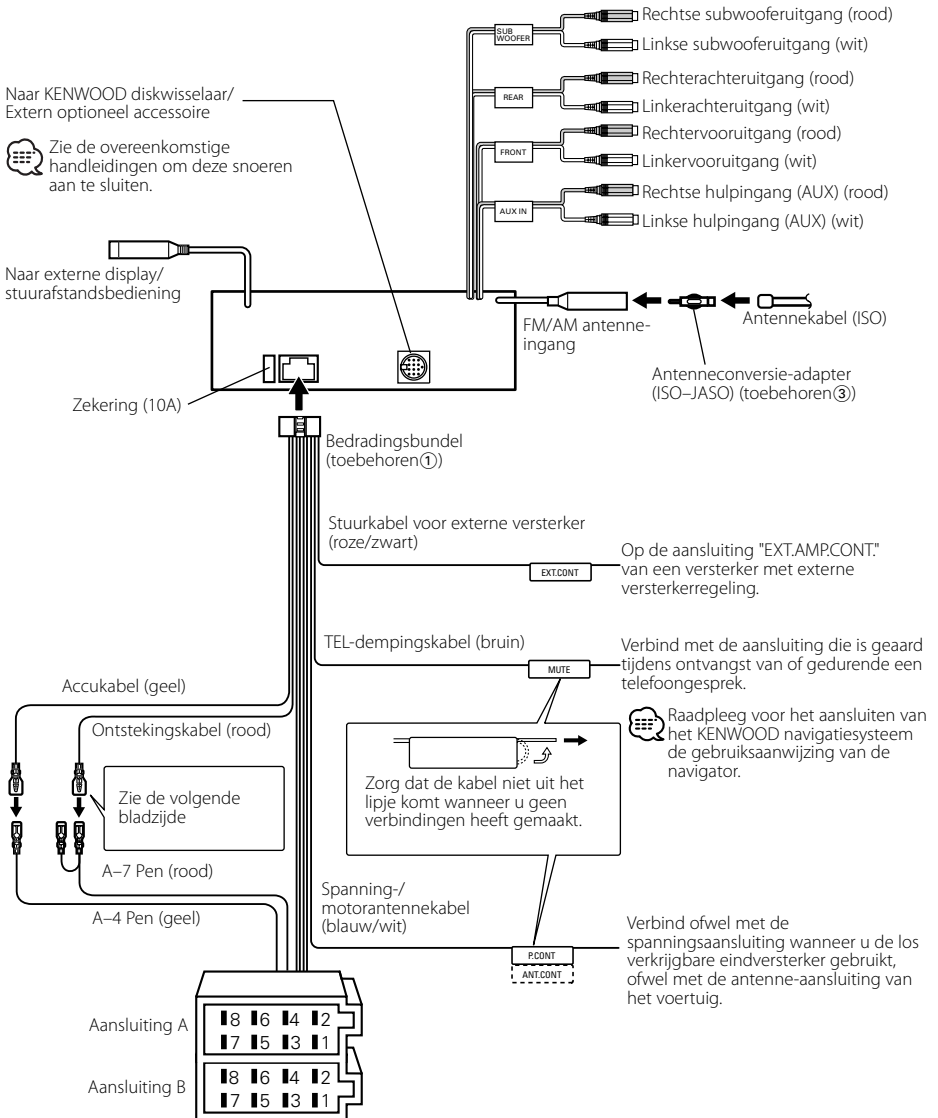 SUB
WOOFER
Rechtse subwooferuitgang (rood)
Linkse subwooferuitgang (wit)
REAR
Rechterachteruitgang (rood)
Linkerachteruitgang (wit)
FRONT
Rechtervooruitgang (rood)
Linkervooruitgang (wit)
AUX IN
Rechtse hulpingang (AUX) (rood)
Linkse hulpingang (AUX) (wit)
Naar KENWOOD diskwisselaar/
Extern optioneel accessoire
Zie de overeenkomstige
handleidingen om deze snoeren
aan te sluiten.
Naar externe display/
stuurafstandsbediening
FM/AM antenne-
ingang
Antennekabel (ISO)
Antenneconversie-adapter
(ISO–JASO) (toebehoren③)
Zekering (10A)
Bedradingsbundel
(toebehoren①)
Stuurkabel voor externe versterker
(roze/zwart)
EXT.CONT
Op de aansluiting "EXT.AMP.CONT."
van een versterker met externe
versterkerregeling.
TEL-dempingskabel (bruin)
MUTE
Verbind met de aansluiting die is geaard
tijdens ontvangst van of gedurende een
telefoongesprek.
Raadpleeg voor het aansluiten van
het KENWOOD navigatiesysteem
de gebruiksaanwijzing van de
navigator.
Accukabel (geel)
Ontstekingskabel (rood)
Zie de volgende
bladzijde
Zorg dat de kabel niet uit het
lipje komt wanneer u geen
verbindingen heeft gemaakt.
A–7 Pen (rood)
A–4 Pen (geel)
Spanning-/
motorantennekabel
(blauw/wit)
P.CONT
ANT.CONT
Verbind ofwel met de
spanningsaansluiting wanneer u de los
verkrijgbare eindversterker gebruikt,
ofwel met de antenne-aansluiting van
het voertuig.
Aansluiting A
8 6 4 2
7 5 3 1
Aansluiting B
8 6 4 2
7 5 3 1